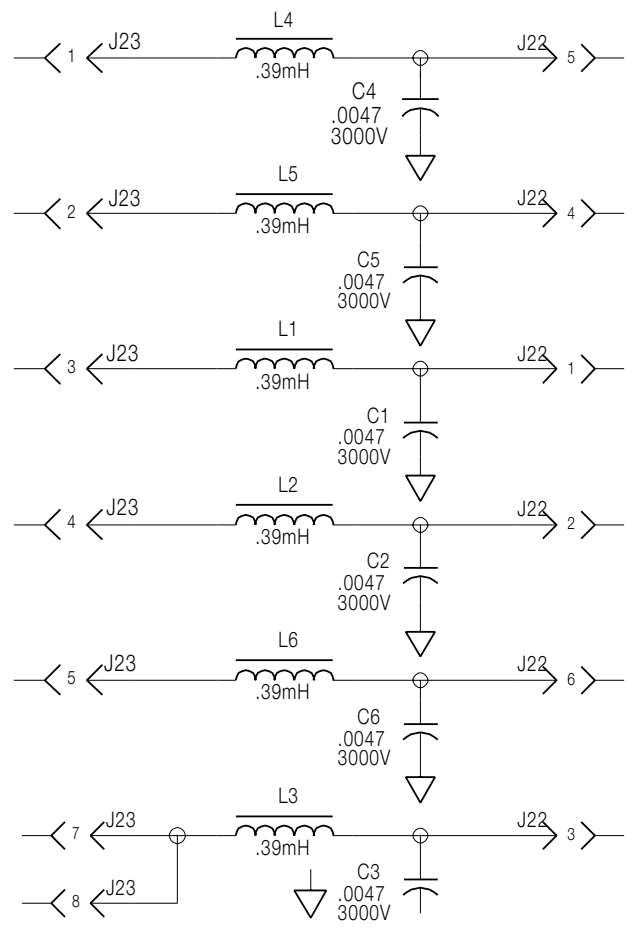 L4
1 J23 J22 5
.39mH
C4
.0047
3000V
L5
2 J23 J22 4
.39mH
C5
.0047
3000V
L1
3 J23 J22 1
.39mH
C1
.0047
3000V
L2
4 J23 J22 2
.39mH
C2
.0047
3000V
L6
5 J23 J22 6
.39mH
C6
.0047
3000V
L3
7 J23 J22 3
.39mH
C3
8 J23 .0047
3000V